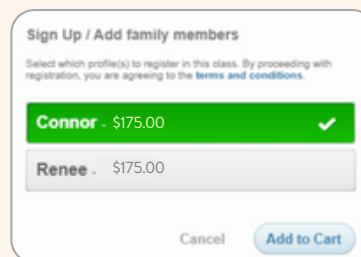 Sign Up / Add family members
Select which profile(s) to register in this class. By proceeding with
registration, you are agreeing to the terms and conditions.
Connor - $175.00
Renee - $175.00
Cancel
Add to Cart